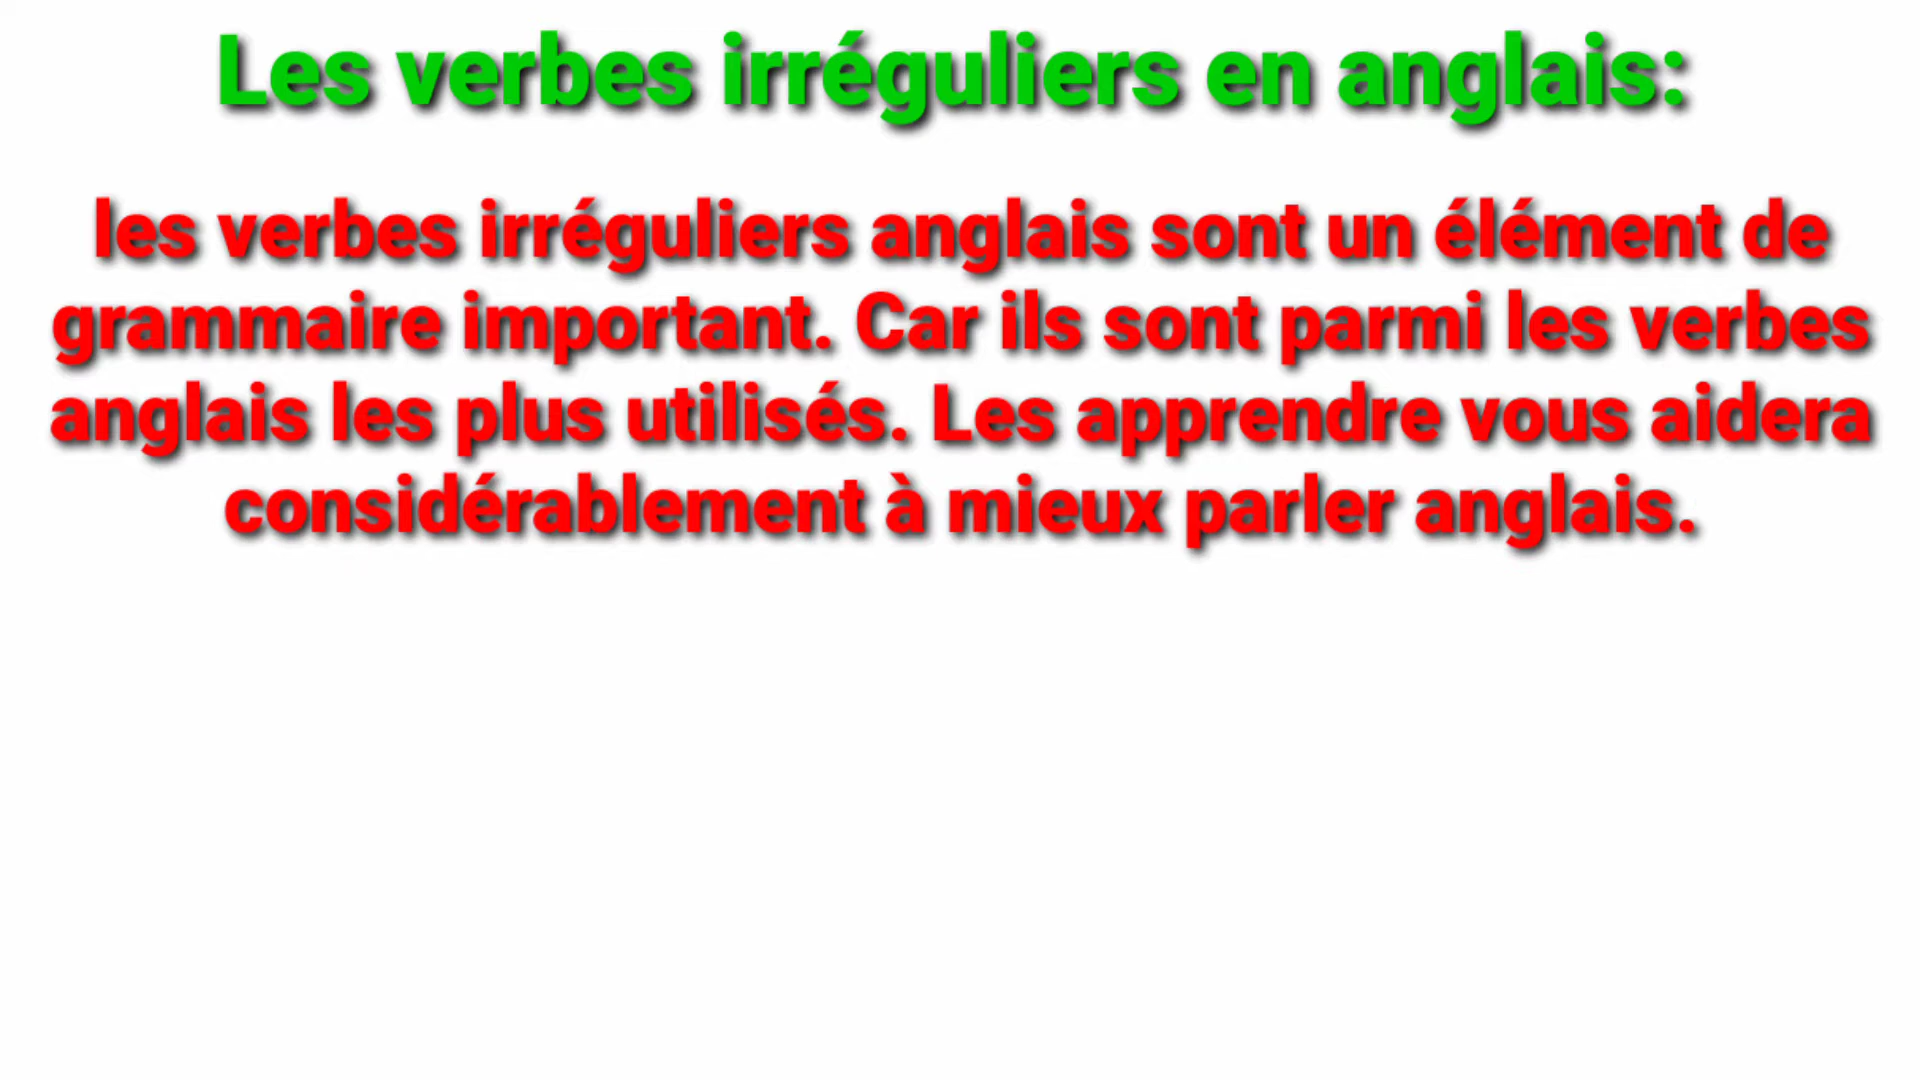 Les verbes irréguliers en anglais:
les verbes irréguliers anglais sont un élément de
grammaire important. Car ils sont parmi les verbes
anglais les plus utilisés. Les apprendre vous aidera
considérablement à mieux parler anglais.